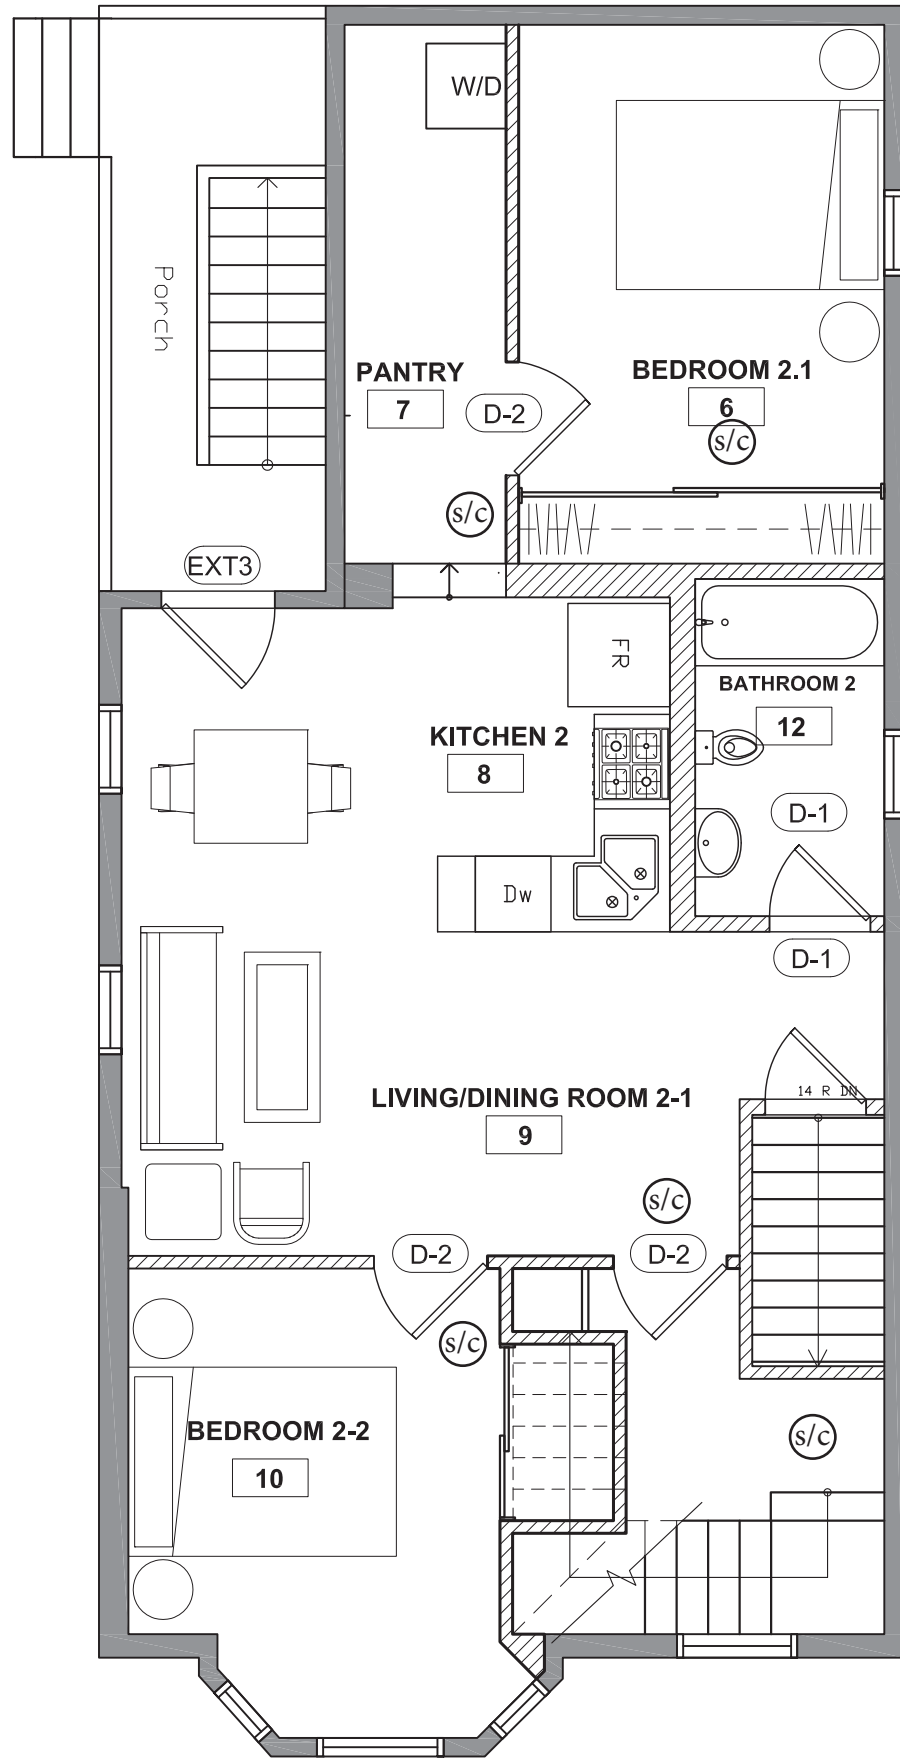 W/D
Porch
PANTRY
7
D-2
BEDROOM 2.1
6
s/c
s/c
EXT3
FR
BATHROOM 2
12
KITCHEN 2
8
D-1
Dw
D-1
14 R DN
LIVING/DINING ROOM 2-1
9
s/c
D-2
D-2
s/c
BEDROOM 2-2
10
s/c